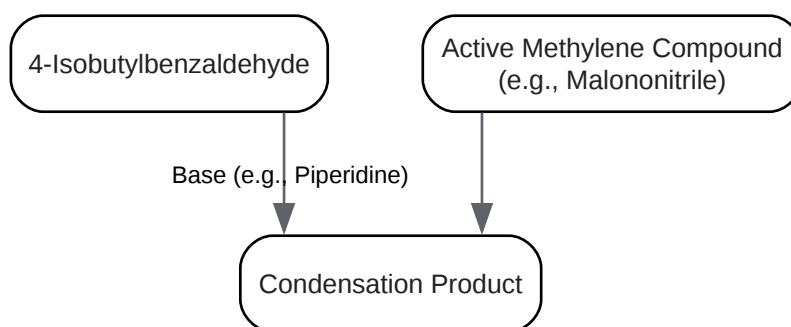 4-Isobutylbenzaldehyde
Active Methylene Compound
(e.g., Malononitrile)
Base (e.g., Piperidine)
Condensation Product